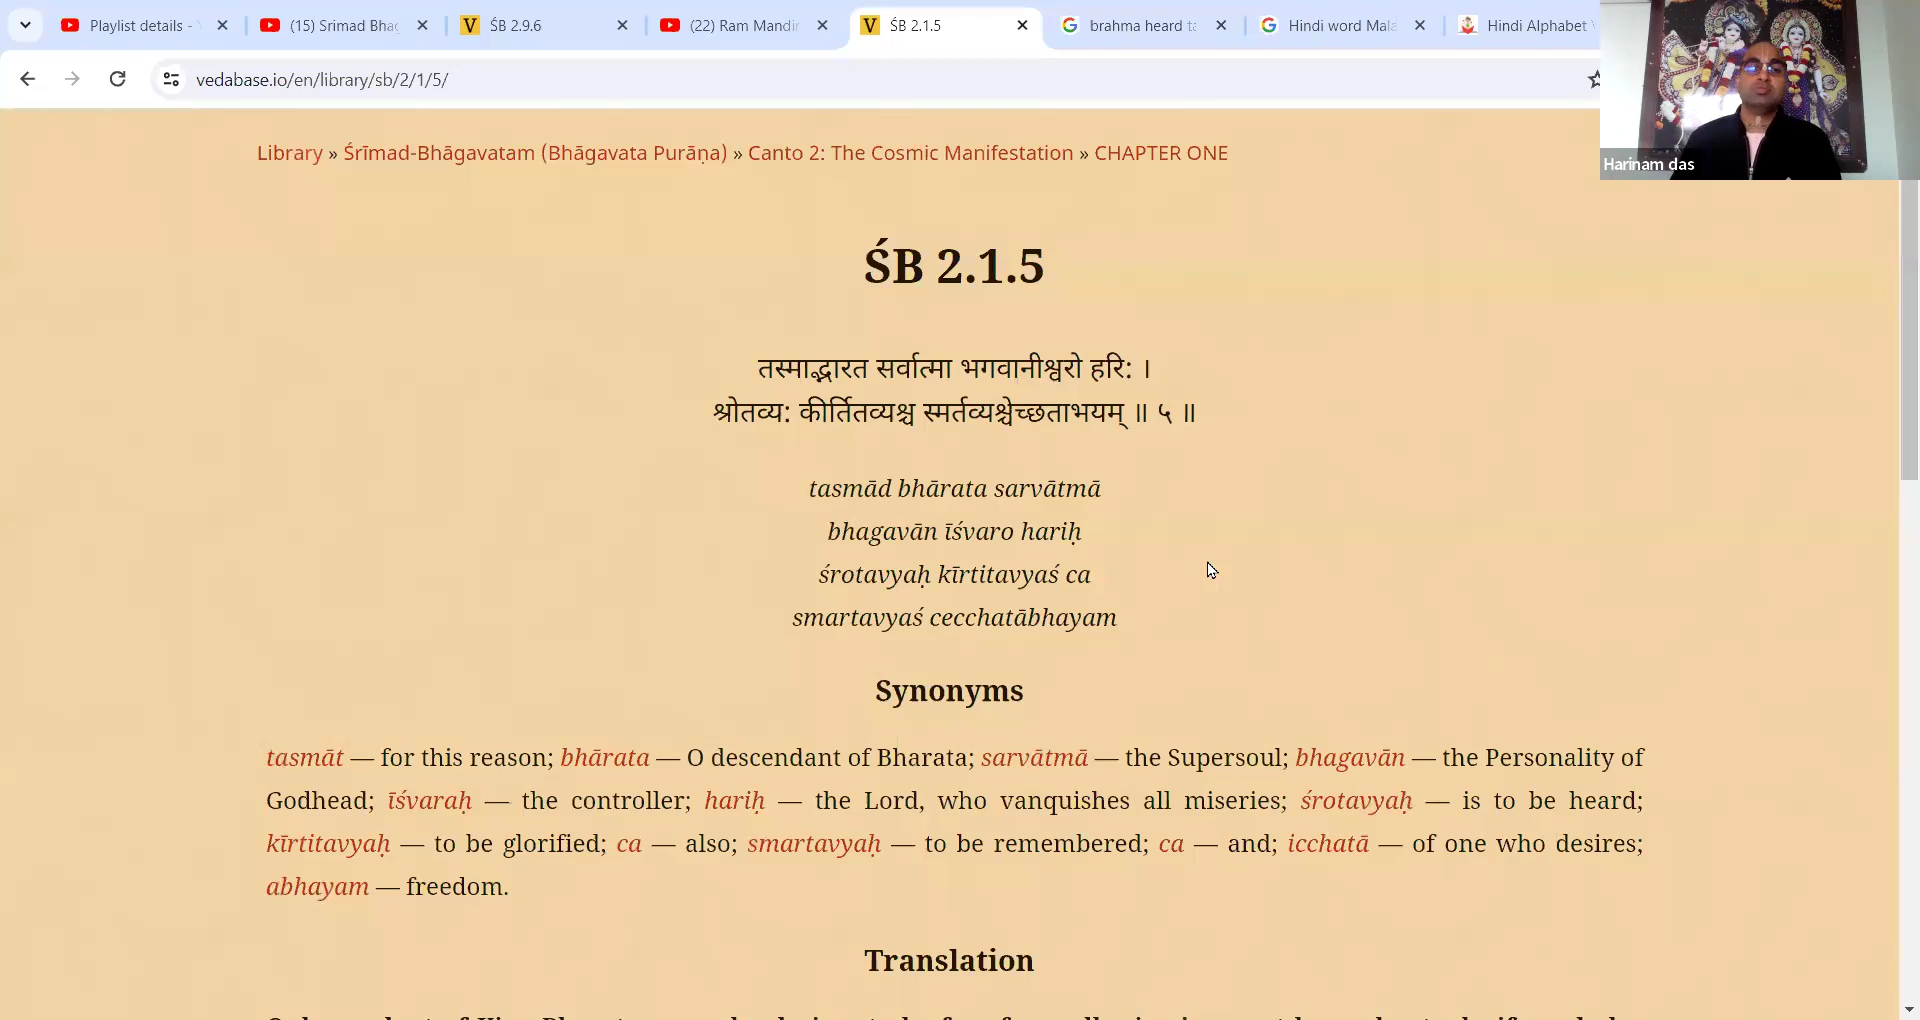 Playlist details -
(15) Srimad Bhag
ŚB 2.9.6
(22) Ram Mandir
ŚB 2.1.5
brahma heard ta
Hindi word Mala
Hindi Alphabet
vedabase.io/en/library/sb/2/1/5/
Harinam das
Library » Śrīmad-Bhāgavatam (Bhāgavata Purāṇa) » Canto 2: The Cosmic Manifestation » CHAPTER ONE
ŚB 2.1.5
तस्माद्भारत सर्वात्मा भगवानीश्वरो हरि: ।
श्रोतव्य: कीर्तितव्यश्च स्मर्तव्यश्चेच्छताभयम् ॥ ५ ॥
tasmād bhārata sarvātmā
bhagavān īśvaro hariḥ
śrotavyaḥ kīrtitavyaś ca
smartavyaś cecchatābhayam
Synonyms
tasmāt — for this reason; bhārata — O descendant of Bharata; sarvātmā — the Supersoul; bhagavān — the Personality of
Godhead; īśvaraḥ — the controller; hariḥ — the Lord, who vanquishes all miseries; śrotavyaḥ — is to be heard;
kīrtitavyaḥ — to be glorified; ca — also; smartavyaḥ — to be remembered; ca — and; icchatā — of one who desires;
abhayam — freedom.
Translation